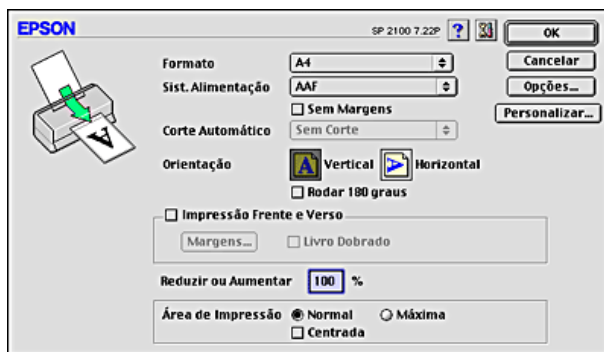 EPSON
SP 2100 7.22P
OK
Formato A4
Cancelar
Sist. Alimentação AAF
Opções...
Sem Margens
Personalizar...
Corte Automático Sem Corte
Orientação A Vertical A Horizontal
Rodar 180 graus
Impressão Frente e Verso
Margens... Livro Dobrado
Reduzir ou Aumentar 100 %
Área de Impressão Normal Máxima
Centrada
A